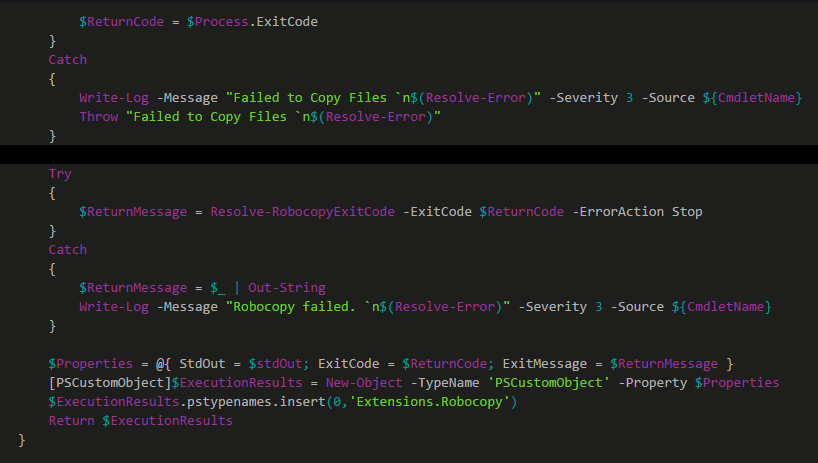 $ReturnCode = $Process.ExitCode
}
Catch
{
Write-Log -Message "Failed to Copy Files `n$(Resolve-Error)" -Severity 3 -Source ${CmdletName}
Throw "Failed to Copy Files `n$(Resolve-Error)"
}
Try
{
$ReturnMessage = Resolve-RobocopyExitCode -ExitCode $ReturnCode -ErrorAction Stop
}
Catch
{
$ReturnMessage = $_ | Out-String
Write-Log -Message "Robocopy failed. `n$(Resolve-Error)" -Severity 3 -Source ${CmdletName}
}
$Properties = @{ StdOut = $stdOut; ExitCode = $ReturnCode; ExitMessage = $ReturnMessage }
[PSCustomObject]$ExecutionResults = New-Object -TypeName 'PSCustomObject' -Property $Properties
$ExecutionResults.pstypenames.insert(0,'Extensions.Robocopy')
Return $ExecutionResults
}